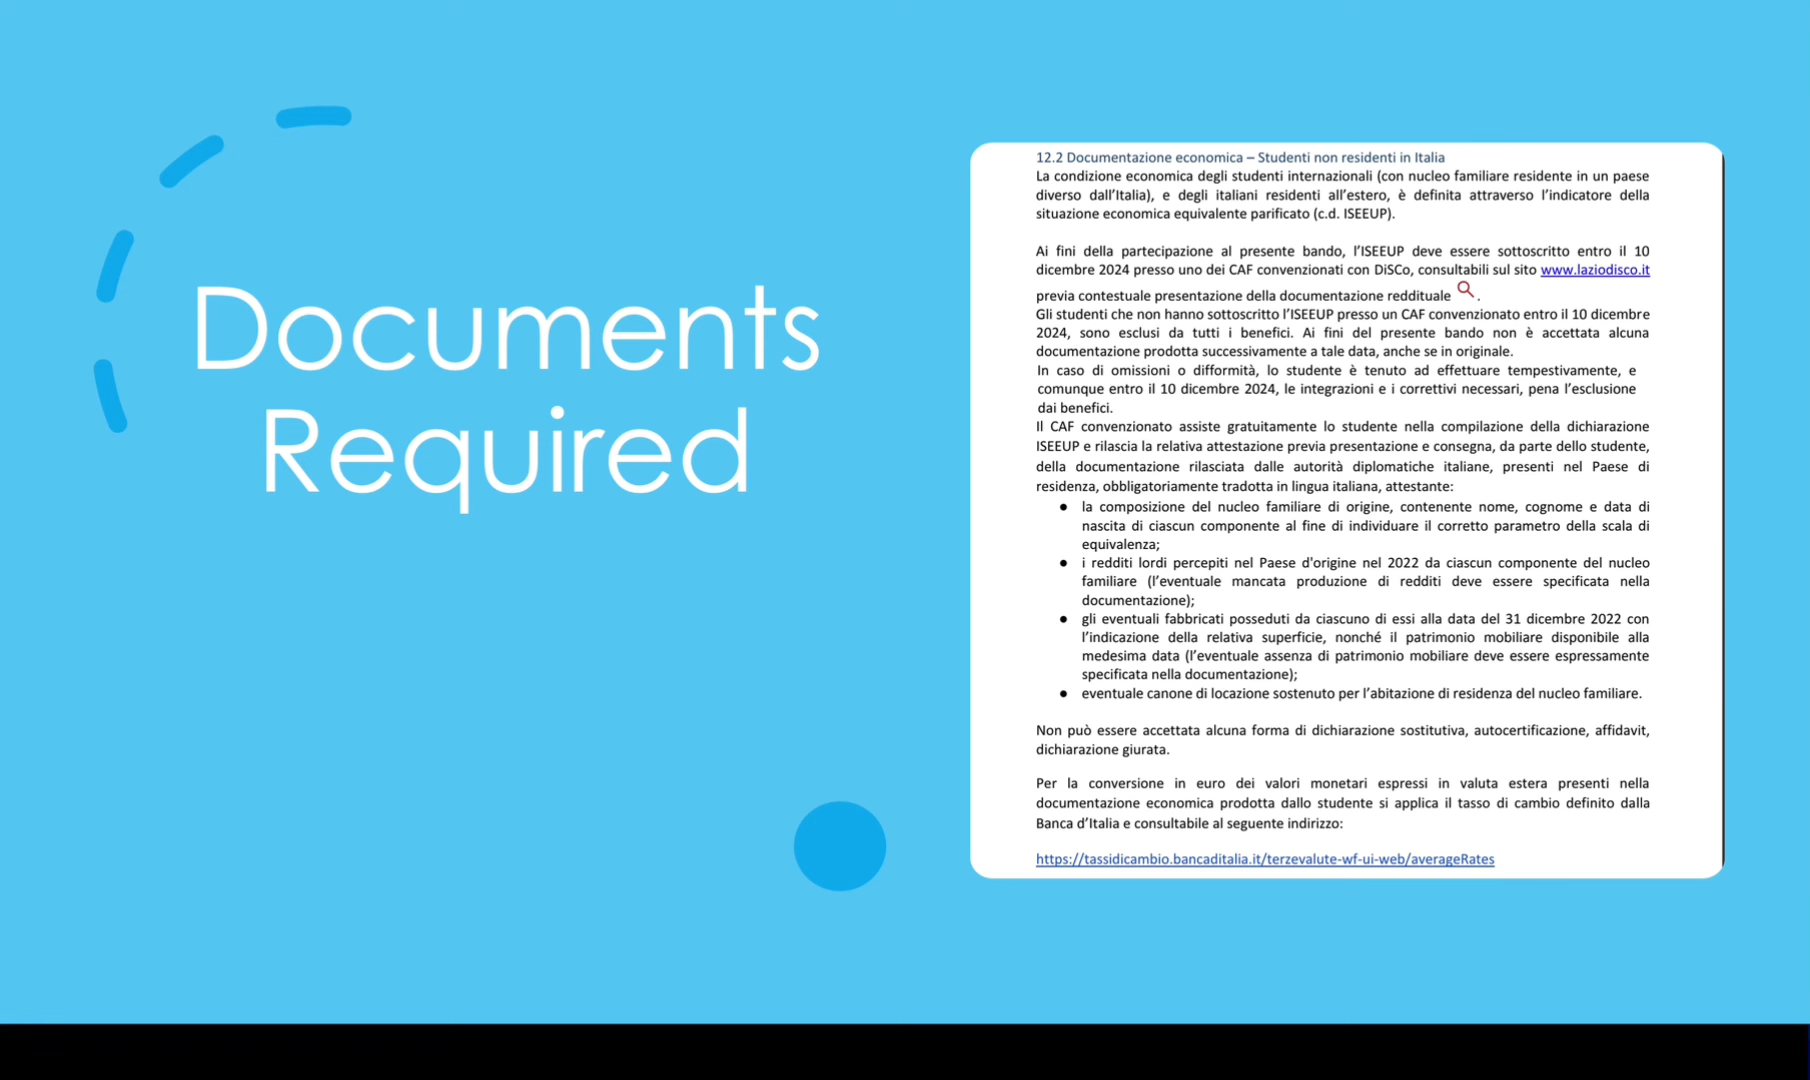 Documents
Required
12.2 Documentazione economica – Studenti non residenti in Italia
La condizione economica degli studenti internazionali (con nucleo familiare residente in un paese
diverso dall’Italia), e degli italiani residenti all’estero, è definita attraverso l’indicatore della
situazione economica equivalente parificato (c.d. ISEEUP).
Ai fini della partecipazione al presente bando, l’ISEEUP deve essere sottoscritto entro il 10
dicembre 2024 presso uno dei CAF convenzionati con DiSCo, consultabili sul sito www.laziodisco.it
previa contestuale presentazione della documentazione reddituale .
Gli studenti che non hanno sottoscritto l’ISEEUP presso un CAF convenzionato entro il 10 dicembre
2024, sono esclusi da tutti i benefici. Ai fini del presente bando non è accettata alcuna
documentazione prodotta successivamente a tale data, anche se in originale.
In caso di omissioni o difformità, lo studente è tenuto ad effettuare tempestivamente, e
comunque entro il 10 dicembre 2024, le integrazioni e i correttivi necessari, pena l’esclusione
dai benefici.
Il CAF convenzionato assiste gratuitamente lo studente nella compilazione della dichiarazione
ISEEUP e rilascia la relativa attestazione previa presentazione e consegna, da parte dello studente,
della documentazione rilasciata dalle autorità diplomatiche italiane, presenti nel Paese di
residenza, obbligatoriamente tradotta in lingua italiana, attestante:
● la composizione del nucleo familiare di origine, contenente nome, cognome e data di
nascita di ciascun componente al fine di individuare il corretto parametro della scala di
equivalenza;
● i redditi lordi percepiti nel Paese d'origine nel 2022 da ciascun componente del nucleo
familiare (l’eventuale mancata produzione di redditi deve essere specificata nella
documentazione);
● gli eventuali fabbricati posseduti da ciascuno di essi alla data del 31 dicembre 2022 con
l’indicazione della relativa superficie, nonché il patrimonio mobiliare disponibile alla
medesima data (l’eventuale assenza di patrimonio mobiliare deve essere espressamente
specificata nella documentazione);
● eventuale canone di locazione sostenuto per l’abitazione di residenza del nucleo familiare.
Non può essere accettata alcuna forma di dichiarazione sostitutiva, autocertificazione, affidavit,
dichiarazione giurata.
Per la conversione in euro dei valori monetari espressi in valuta estera presenti nella
documentazione economica prodotta dallo studente si applica il tasso di cambio definito dalla
Banca d’Italia e consultabile al seguente indirizzo:
https://tassidicambio.bancaditalia.it/terzevalute-wf-ui-web/averageRates